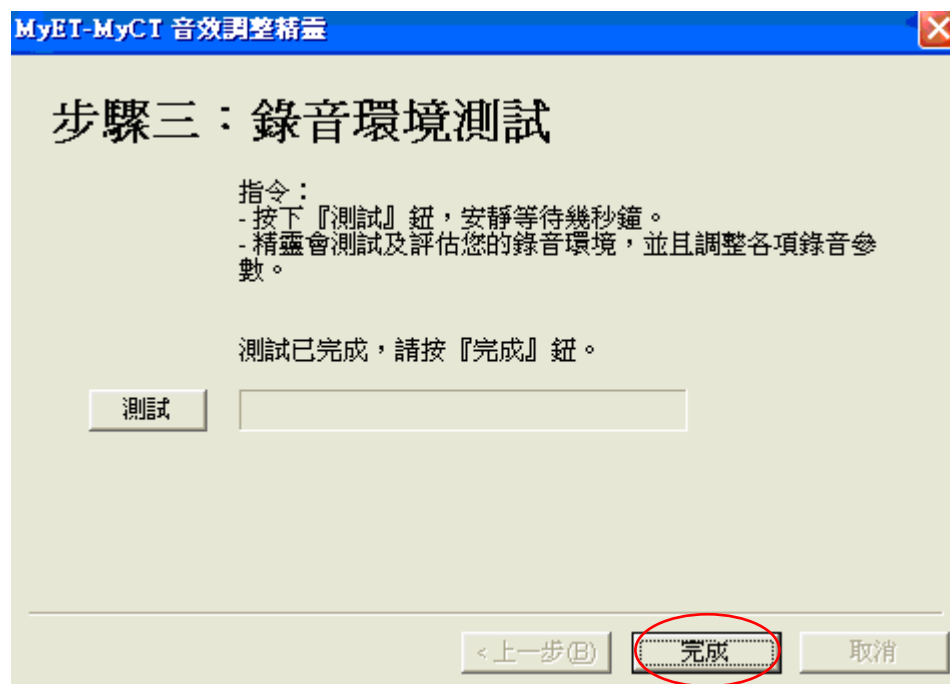 MyET-MyCT 音效調整精靈
步驟三：錄音環境測試
指令：
- 按下『測試』鈕，安靜等待幾秒鐘。
- 精靈會測試及評估您的錄音環境，並且調整各項錄音參
數。
測試已完成，請按『完成』鈕。
測試
<上一步(B)
完成
取消